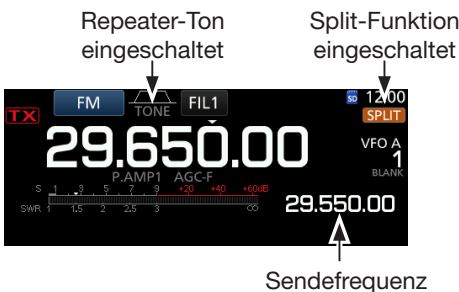 Repeater-Ton
eingeschaltet
Split-Funktion
eingeschaltet
TX
FM
TONE
FIL1
SD
12:00
SPLIT
29.650.00
VFO A
1
BLANK
P.AMP1 AGC-F
S 1 3 5 7 9 +20 +40 +60dB
SWR 1 1.5 2 2.5 3 ∞
29.550.00
Sendefrequenz